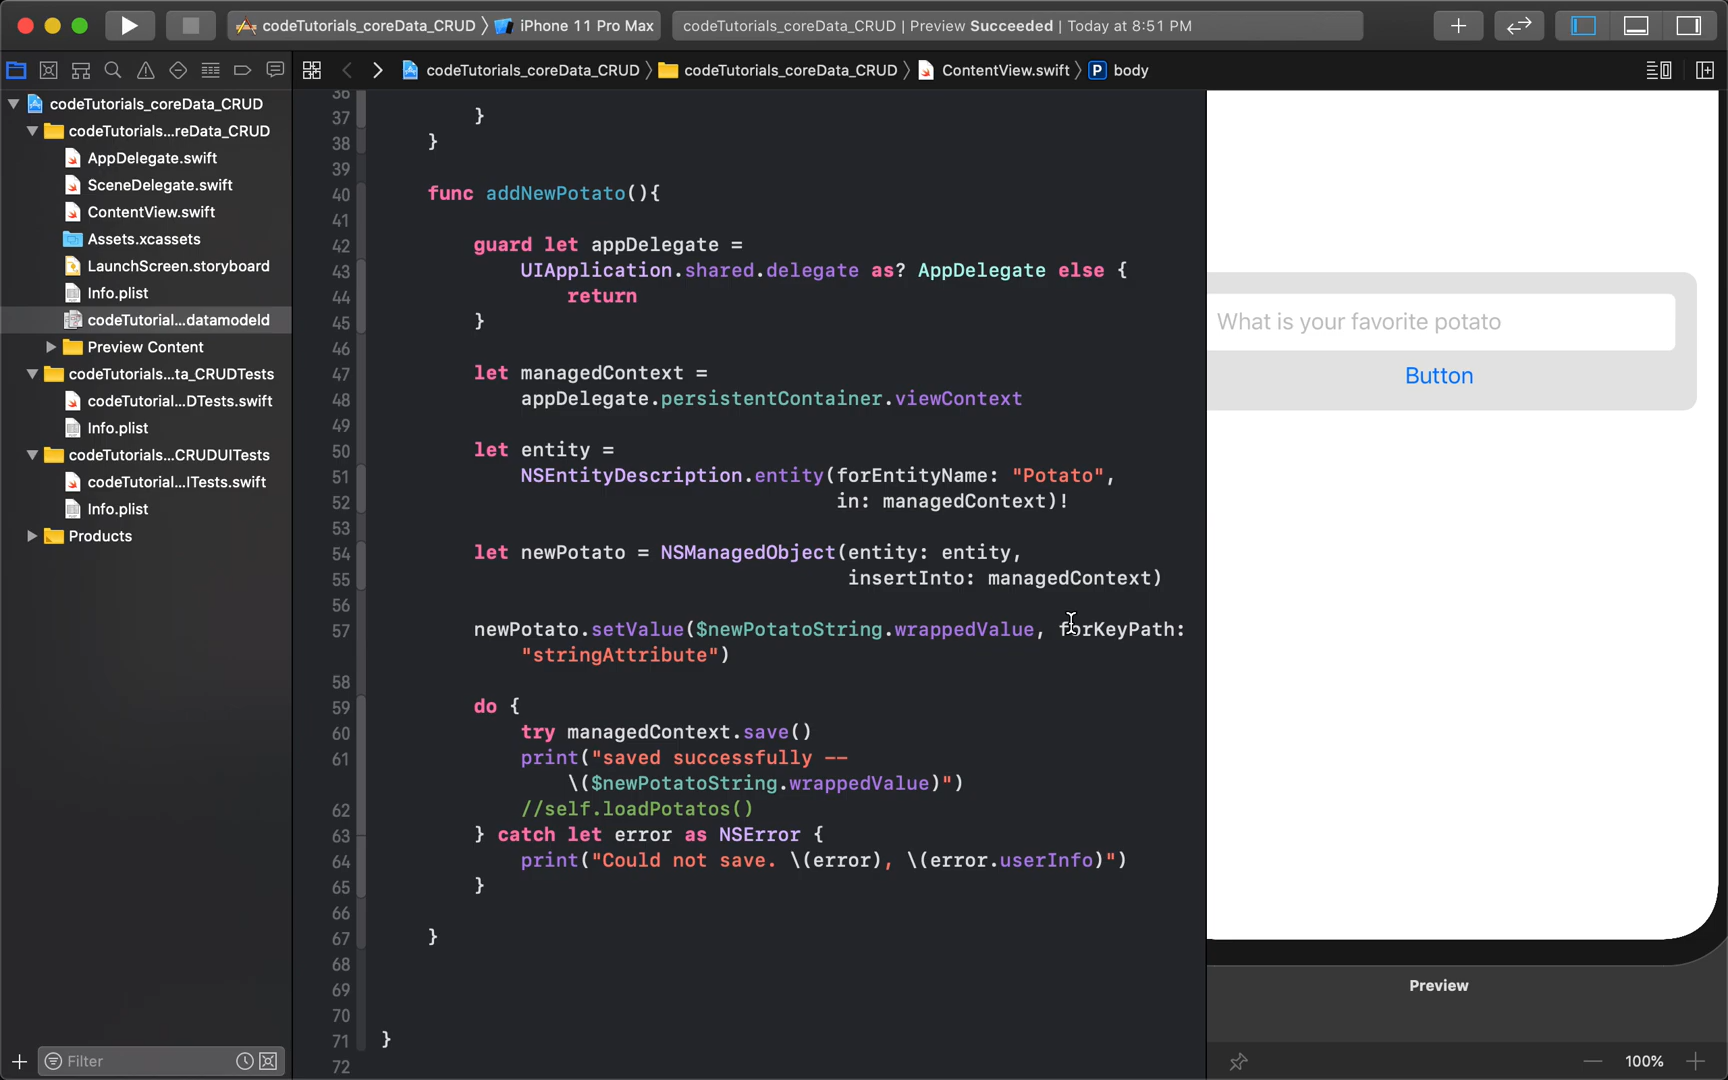 codeTutorials_coreData_CRUD 〉 iPhone 11 Pro Max
codeTutorials_coreData_CRUD | Preview Succeeded | Today at 8:51 PM
codeTutorials_coreData_CRUD 〉 codeTutorials_coreData_CRUD 〉 ContentView.swift 〉 P body
codeTutorials_coreData_CRUD
codeTutorials...reData_CRUD
AppDelegate.swift
SceneDelegate.swift
ContentView.swift
Assets.xcassets
LaunchScreen.storyboard
Info.plist
codeTutorial...datamodeld
Preview Content
codeTutorials...ta_CRUDTests
codeTutorial...DTests.swift
Info.plist
codeTutorials...CRUDUITests
codeTutorial...ITests.swift
Info.plist
Products
Filter
36
37 }
38 }
39
40 func addNewPotato(){
41
42 guard let appDelegate =
43 UIApplication.shared.delegate as? AppDelegate else {
44 return
45 }
46
47 let managedContext =
48 appDelegate.persistentContainer.viewContext
49
50 let entity =
51 NSEntityDescription.entity(forEntityName: "Potato",
52 in: managedContext)!
53
54 let newPotato = NSManagedObject(entity: entity,
55 insertInto: managedContext)
56
57 newPotato.setValue($newPotatoString.wrappedValue, forKeyPath:
"stringAttribute")
58
59 do {
60 try managedContext.save()
61 print("saved successfully --
\($newPotatoString.wrappedValue)")
62 //self.loadPotatos()
63 } catch let error as NSError {
64 print("Could not save. \(error), \(error.userInfo)")
65 }
66
67 }
68
69
70
71 }
72
What is your favorite potato
Button
Preview
100%